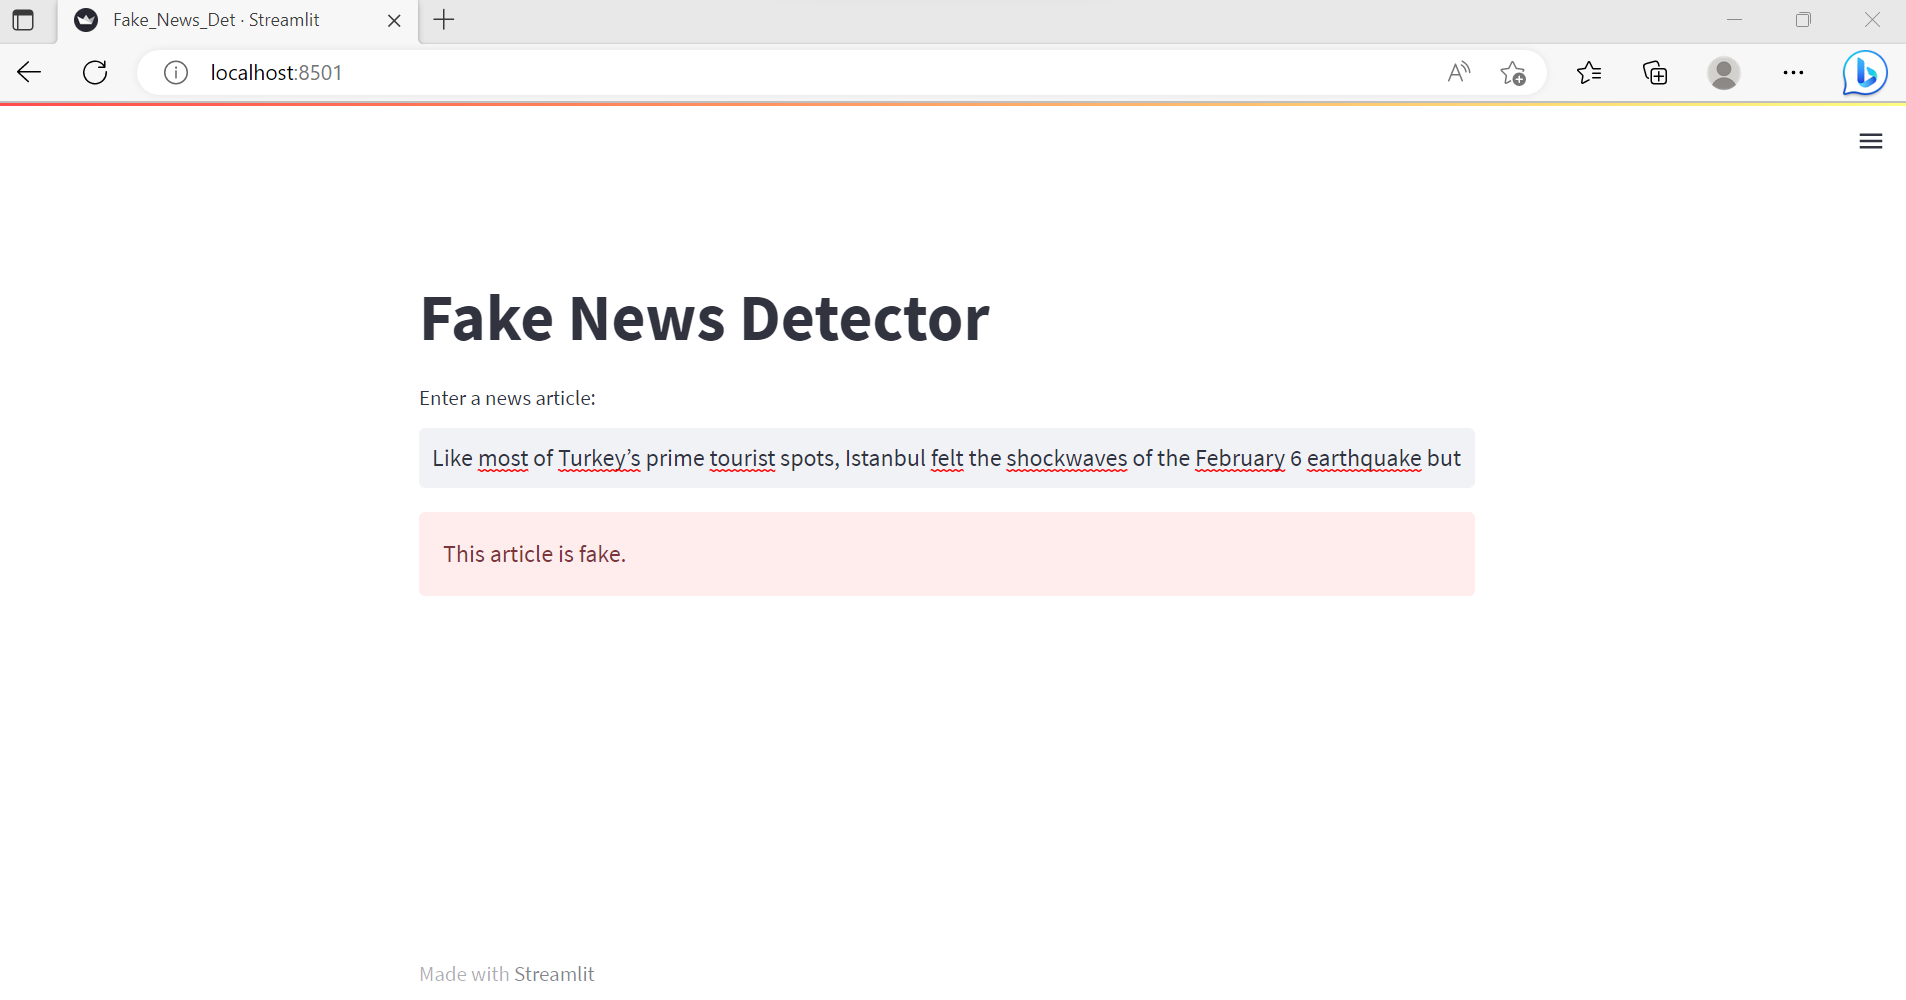 Fake_News_Det · Streamlit
localhost:8501
Fake News Detector
Enter a news article:
Like most of Turkey’s prime tourist spots, Istanbul felt the shockwaves of the February 6 earthquake but
This article is fake.
Made with Streamlit